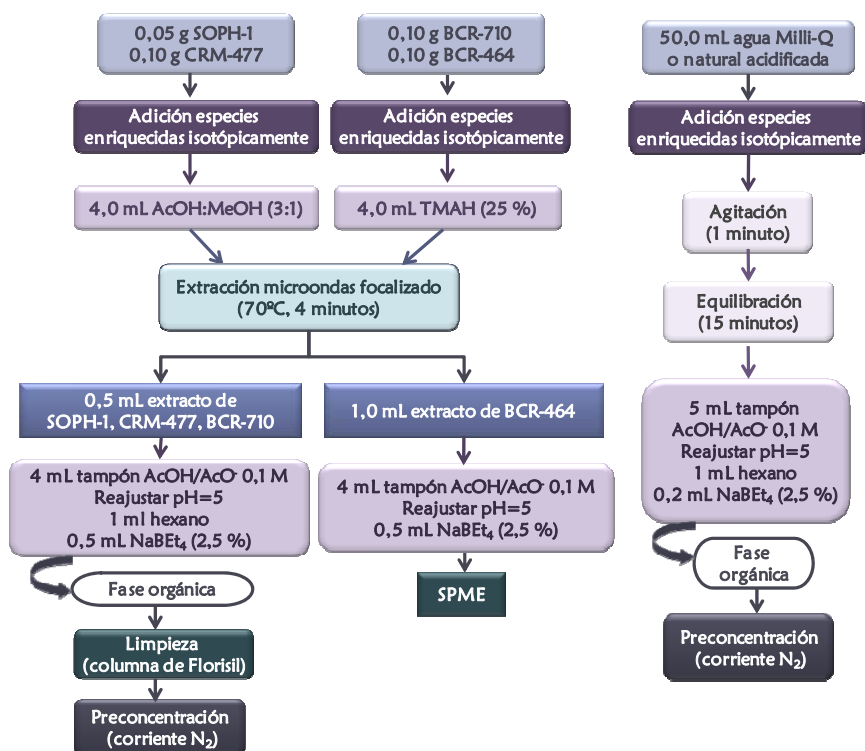 0,05 g SOPH-1
0,10 g CRM-477
Adición especies
enriquecidas isotópicamente
4,0 mL AcOH:MeOH (3:1)
0,10 g BCR-710
0,10 g BCR-464
Adición especies
enriquecidas isotópicamente
4,0 mL TMAH (25 %)
Extracción microondas focalizado
(70ºC, 4 minutos)
0,5 mL extracto de
SOPH-1, CRM-477, BCR-710
4 mL tampón AcOH/AcO⁻ 0,1 M
Reajustar pH=5
1 ml hexano
0,5 mL NaBEt₄ (2,5 %)
Fase orgánica
Limpieza
(columna de Florisil)
Preconcentración
(corriente N₂)
1,0 mL extracto de BCR-464
4 mL tampón AcOH/AcO⁻ 0,1 M
Reajustar pH=5
0,5 mL NaBEt₄ (2,5 %)
SPME
50,0 mL agua Milli-Q
o natural acidificada
Adición especies
enriquecidas isotópicamente
Agitación
(1 minuto)
Equilibración
(15 minutos)
5 mL tampón
AcOH/AcO⁻ 0,1 M
Reajustar pH=5
1 mL hexano
0,2 mL NaBEt₄ (2,5 %)
Fase
orgánica
Preconcentración
(corriente N₂)